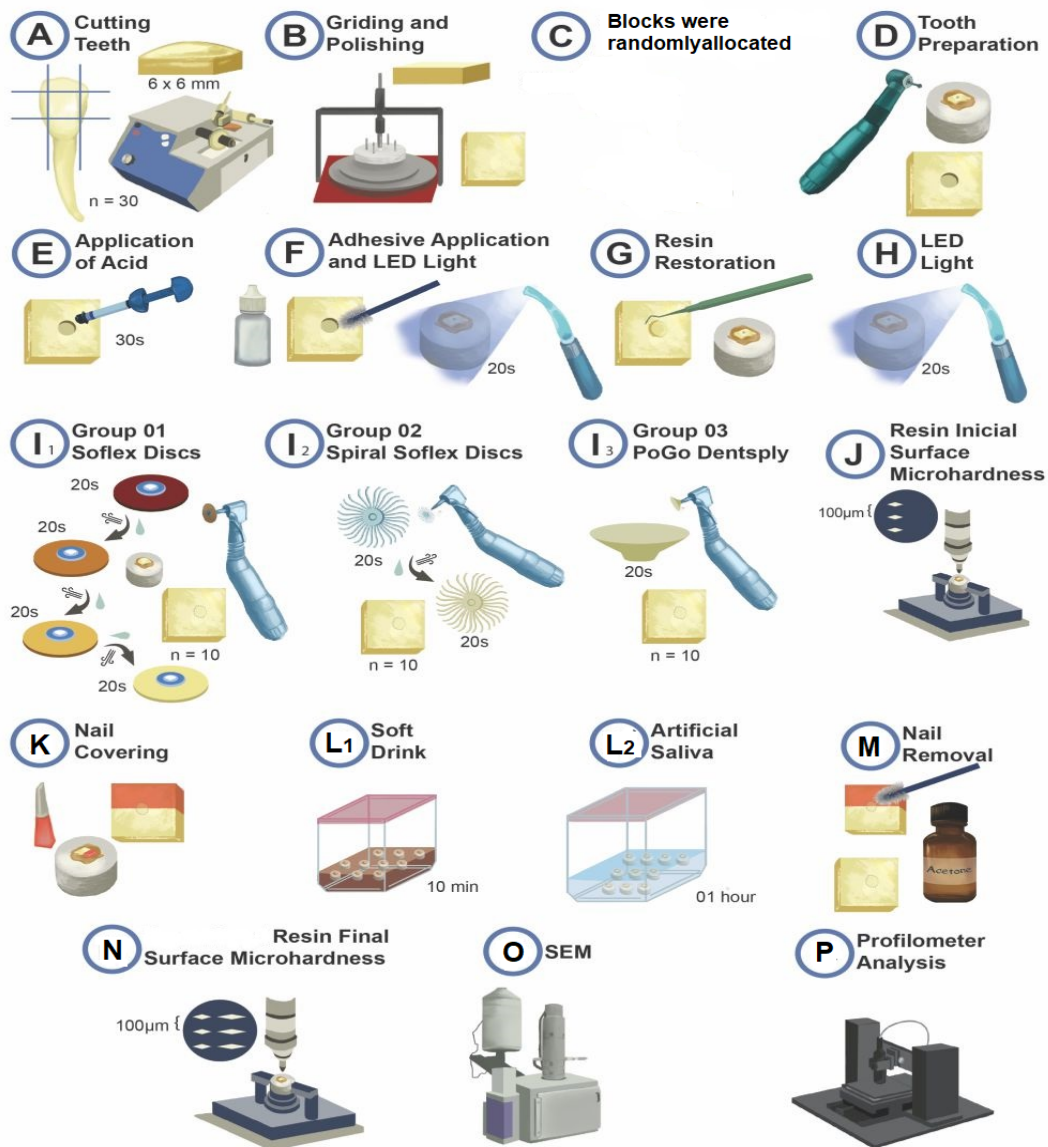 A Cutting
Teeth
6 x 6 mm
n = 30
B Griding and
Polishing
C Blocks were
randomlyallocated
D Tooth
Preparation
E Application
of Acid
30s
F Adhesive Application
and LED Light
20s
G Resin
Restoration
H LED
Light
20s
I1 Group 01
Soflex Discs
20s
20s
20s
20s
n = 10
I2 Group 02
Spiral Soflex Discs
20s
20s
n = 10
I3 Group 03
PoGo Dentsply
20s
n = 10
J Resin Inicial
Surface
Microhardness
100µm {
K Nail
Covering
L1 Soft
Drink
10 min
L2 Artificial
Saliva
01 hour
M Nail
Removal
Acetone
N Resin Final
Surface Microhardness
100µm {
O SEM
P Profilometer
Analysis